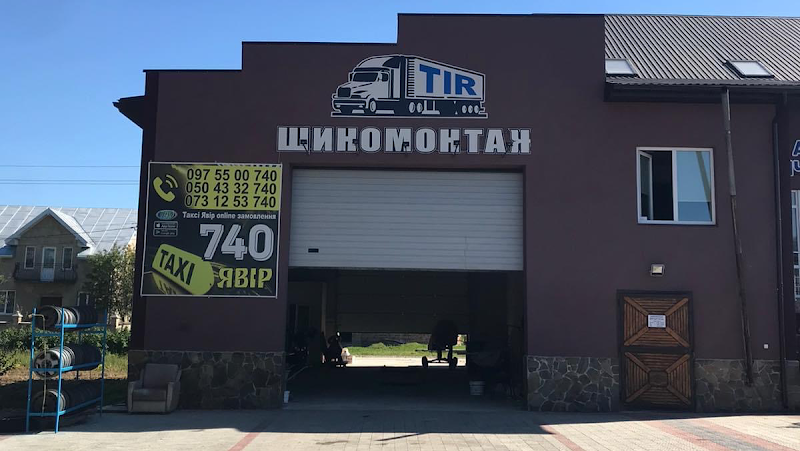 TIR
ШИНОМОНТАЖ
097 55 00 740
050 43 32 740
073 12 53 740
Таксі Явір online замовлення
740
TAXI
ЯВІР